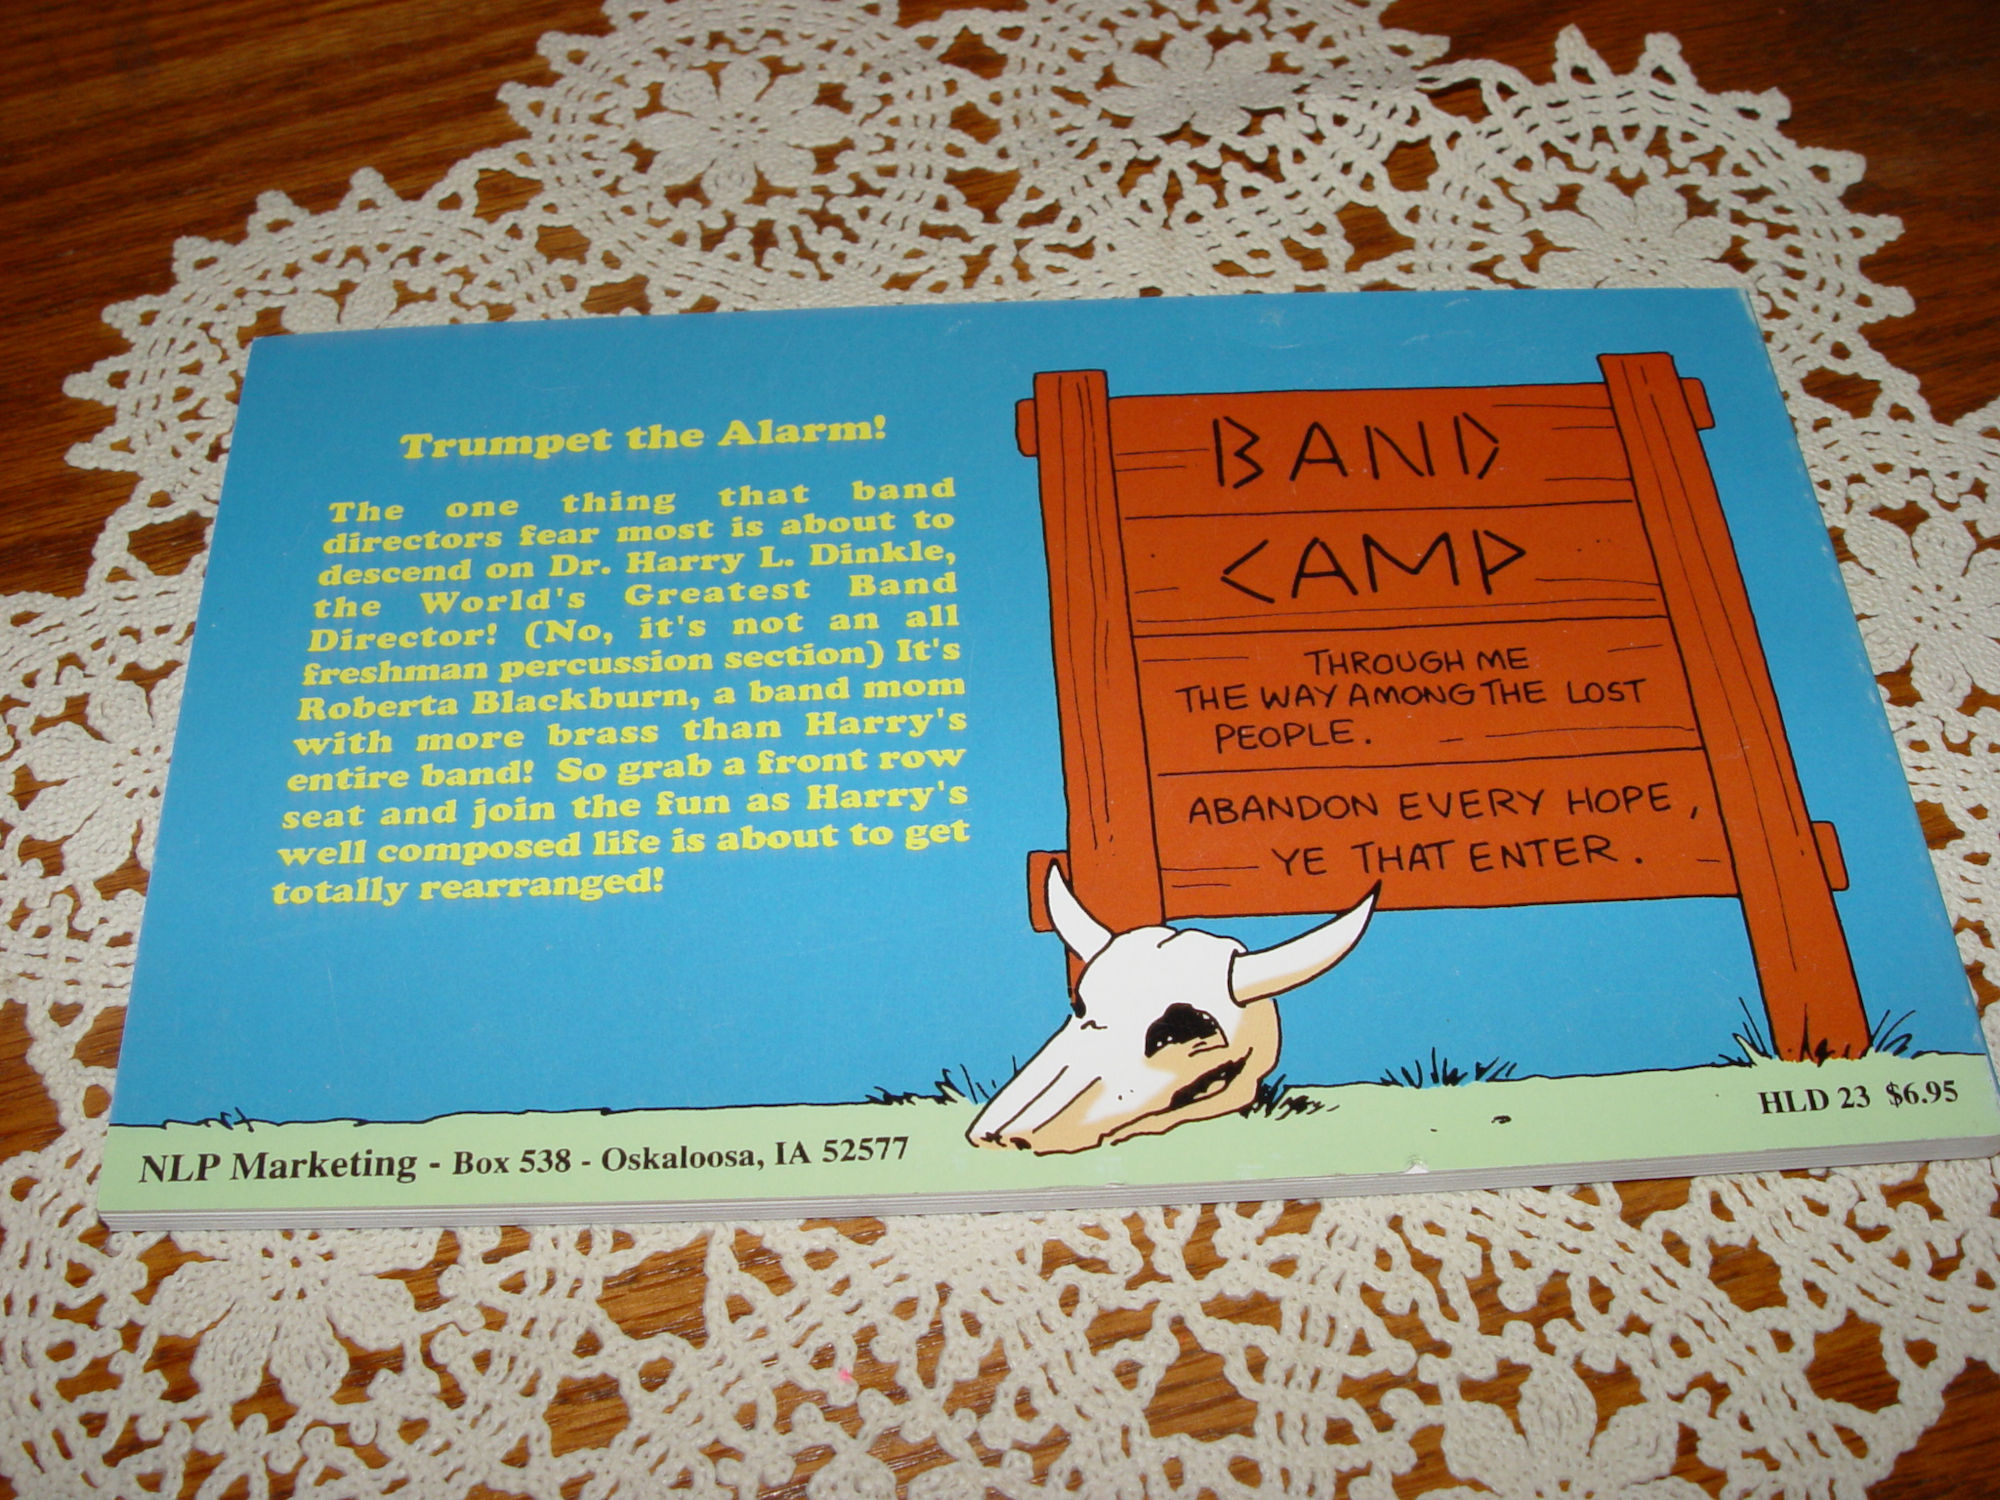 Trumpet the Alarm!
The one thing that band
directors fear most is about to
descend on Dr. Harry L. Dinkle,
the World's Greatest Band
Director! (No, it's not an all
freshman percussion section) It's
Roberta Blackburn, a band mom
with more brass than Harry's
entire band! So grab a front row
seat and join the fun as Harry's
well composed life is about to get
totally rearranged!
BAND
CAMP
THROUGH ME
THE WAY AMONG THE LOST
PEOPLE.
ABANDON EVERY HOPE,
YE THAT ENTER.
NLP Marketing - Box 538 - Oskaloosa, IA 52577
HLD 23 $6.95